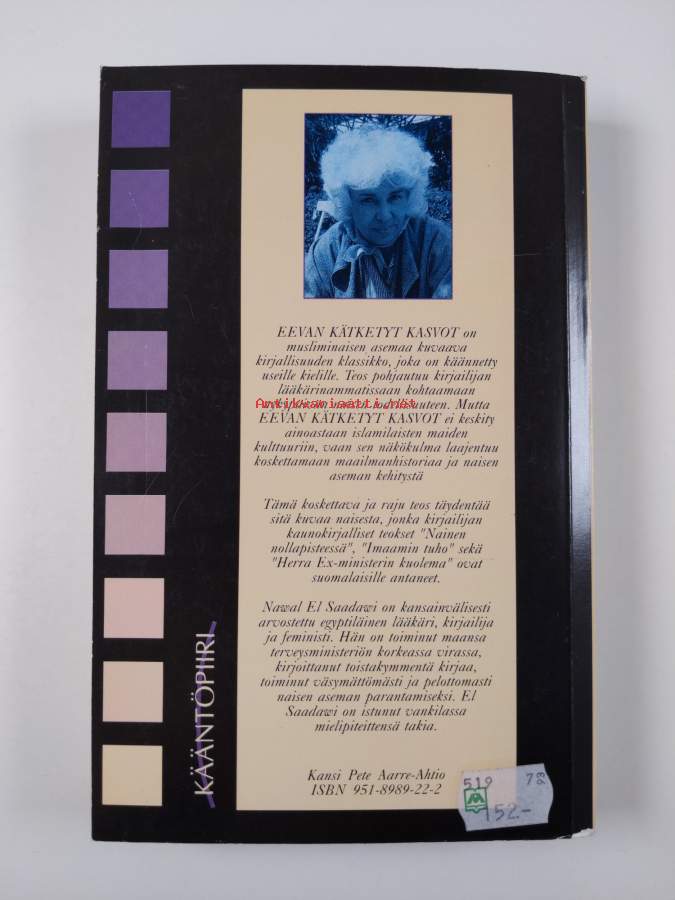 EEVAN KÄTKETYT KASVOT on
musliminaisen asemaa kuvaava
kirjallisuuden klassikko, joka on käännetty
useille kielille. Teos pohjautuu kirjailijan
lääkärinammatissaan kohtaamaan
Antikvariaatti.net
Mutta
EEVAN KÄTKETYT KASVOT ei keskity
ainoastaan islamilaisten maiden
kulttuuriin, vaan sen näkökulma laajentuu
koskettamaan maailmanhistoriaa ja naisen
aseman kehitystä
Tämä koskettava ja raju teos täydentää
sitä kuvaa naisesta, jonka kirjailijan
kaunokirjalliset teokset "Nainen
nollapisteessä", "Imaamin tuho" sekä
"Herra Ex-ministerin kuolema" ovat
suomalaisille antaneet.
Nawal El Saadawi on kansainvälisesti
arvostettu egyptiläinen lääkäri, kirjailija
ja feministi. Hän on toiminut maansa
terveysministeriön korkeassa virassa,
kirjoittanut toistakymmentä kirjaa,
toiminut väsymättömästi ja pelottomasti
naisen aseman parantamiseksi. El
Saadawi on istunut vankilassa
mielipiteittensä takia.
Kansi Pete Aarre-Ahtio
ISBN 951-8989-22-2
KÄÄNTÖPIIRI
519
152.-